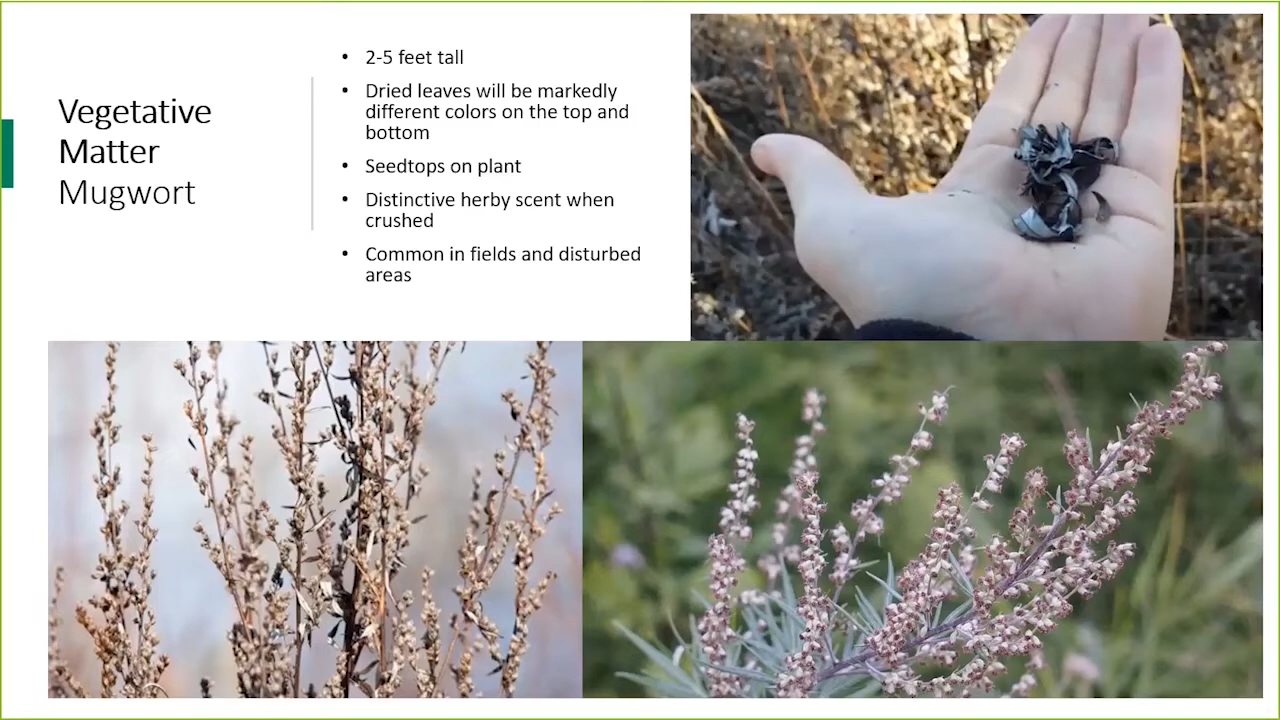 Vegetative
Matter
Mugwort
• 2-5 feet tall
• Dried leaves will be markedly
different colors on the top and
bottom
• Seedtops on plant
• Distinctive herby scent when
crushed
• Common in fields and disturbed
areas